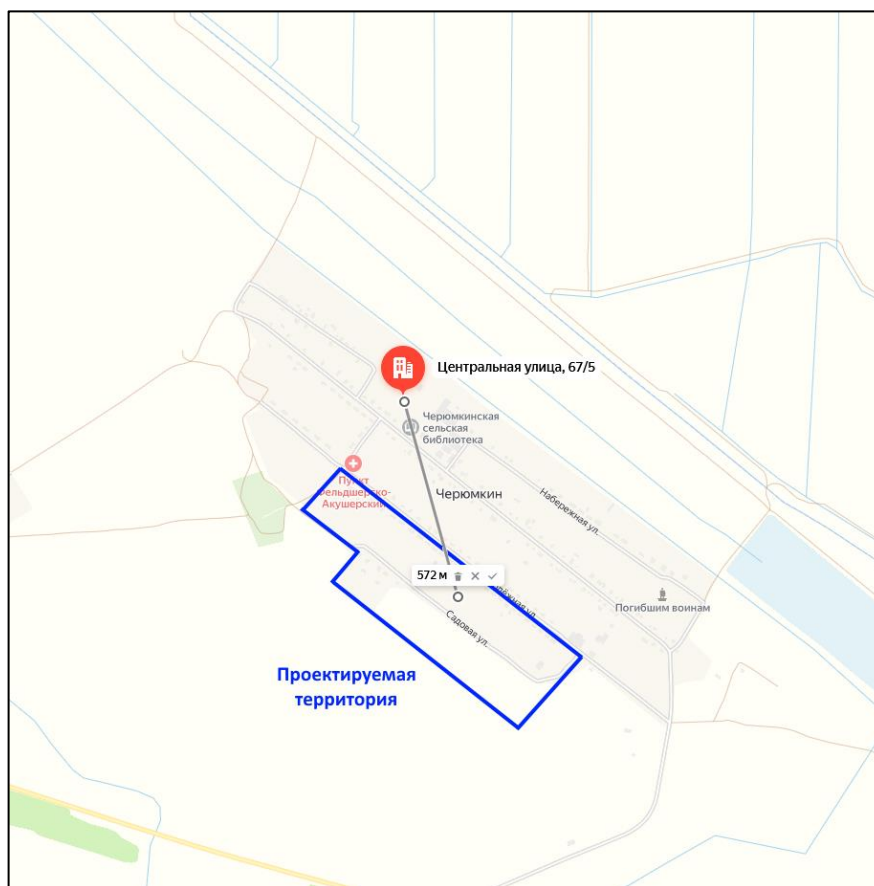 Центральная улица, 67/5
Черюмкинская
сельская
библиотека
Пункт
Фельдшерско-
Акушерский
Черюмкин
Набережная ул.
572 м
Погибшим воинам
Садовая ул.
Проектируемая
территория